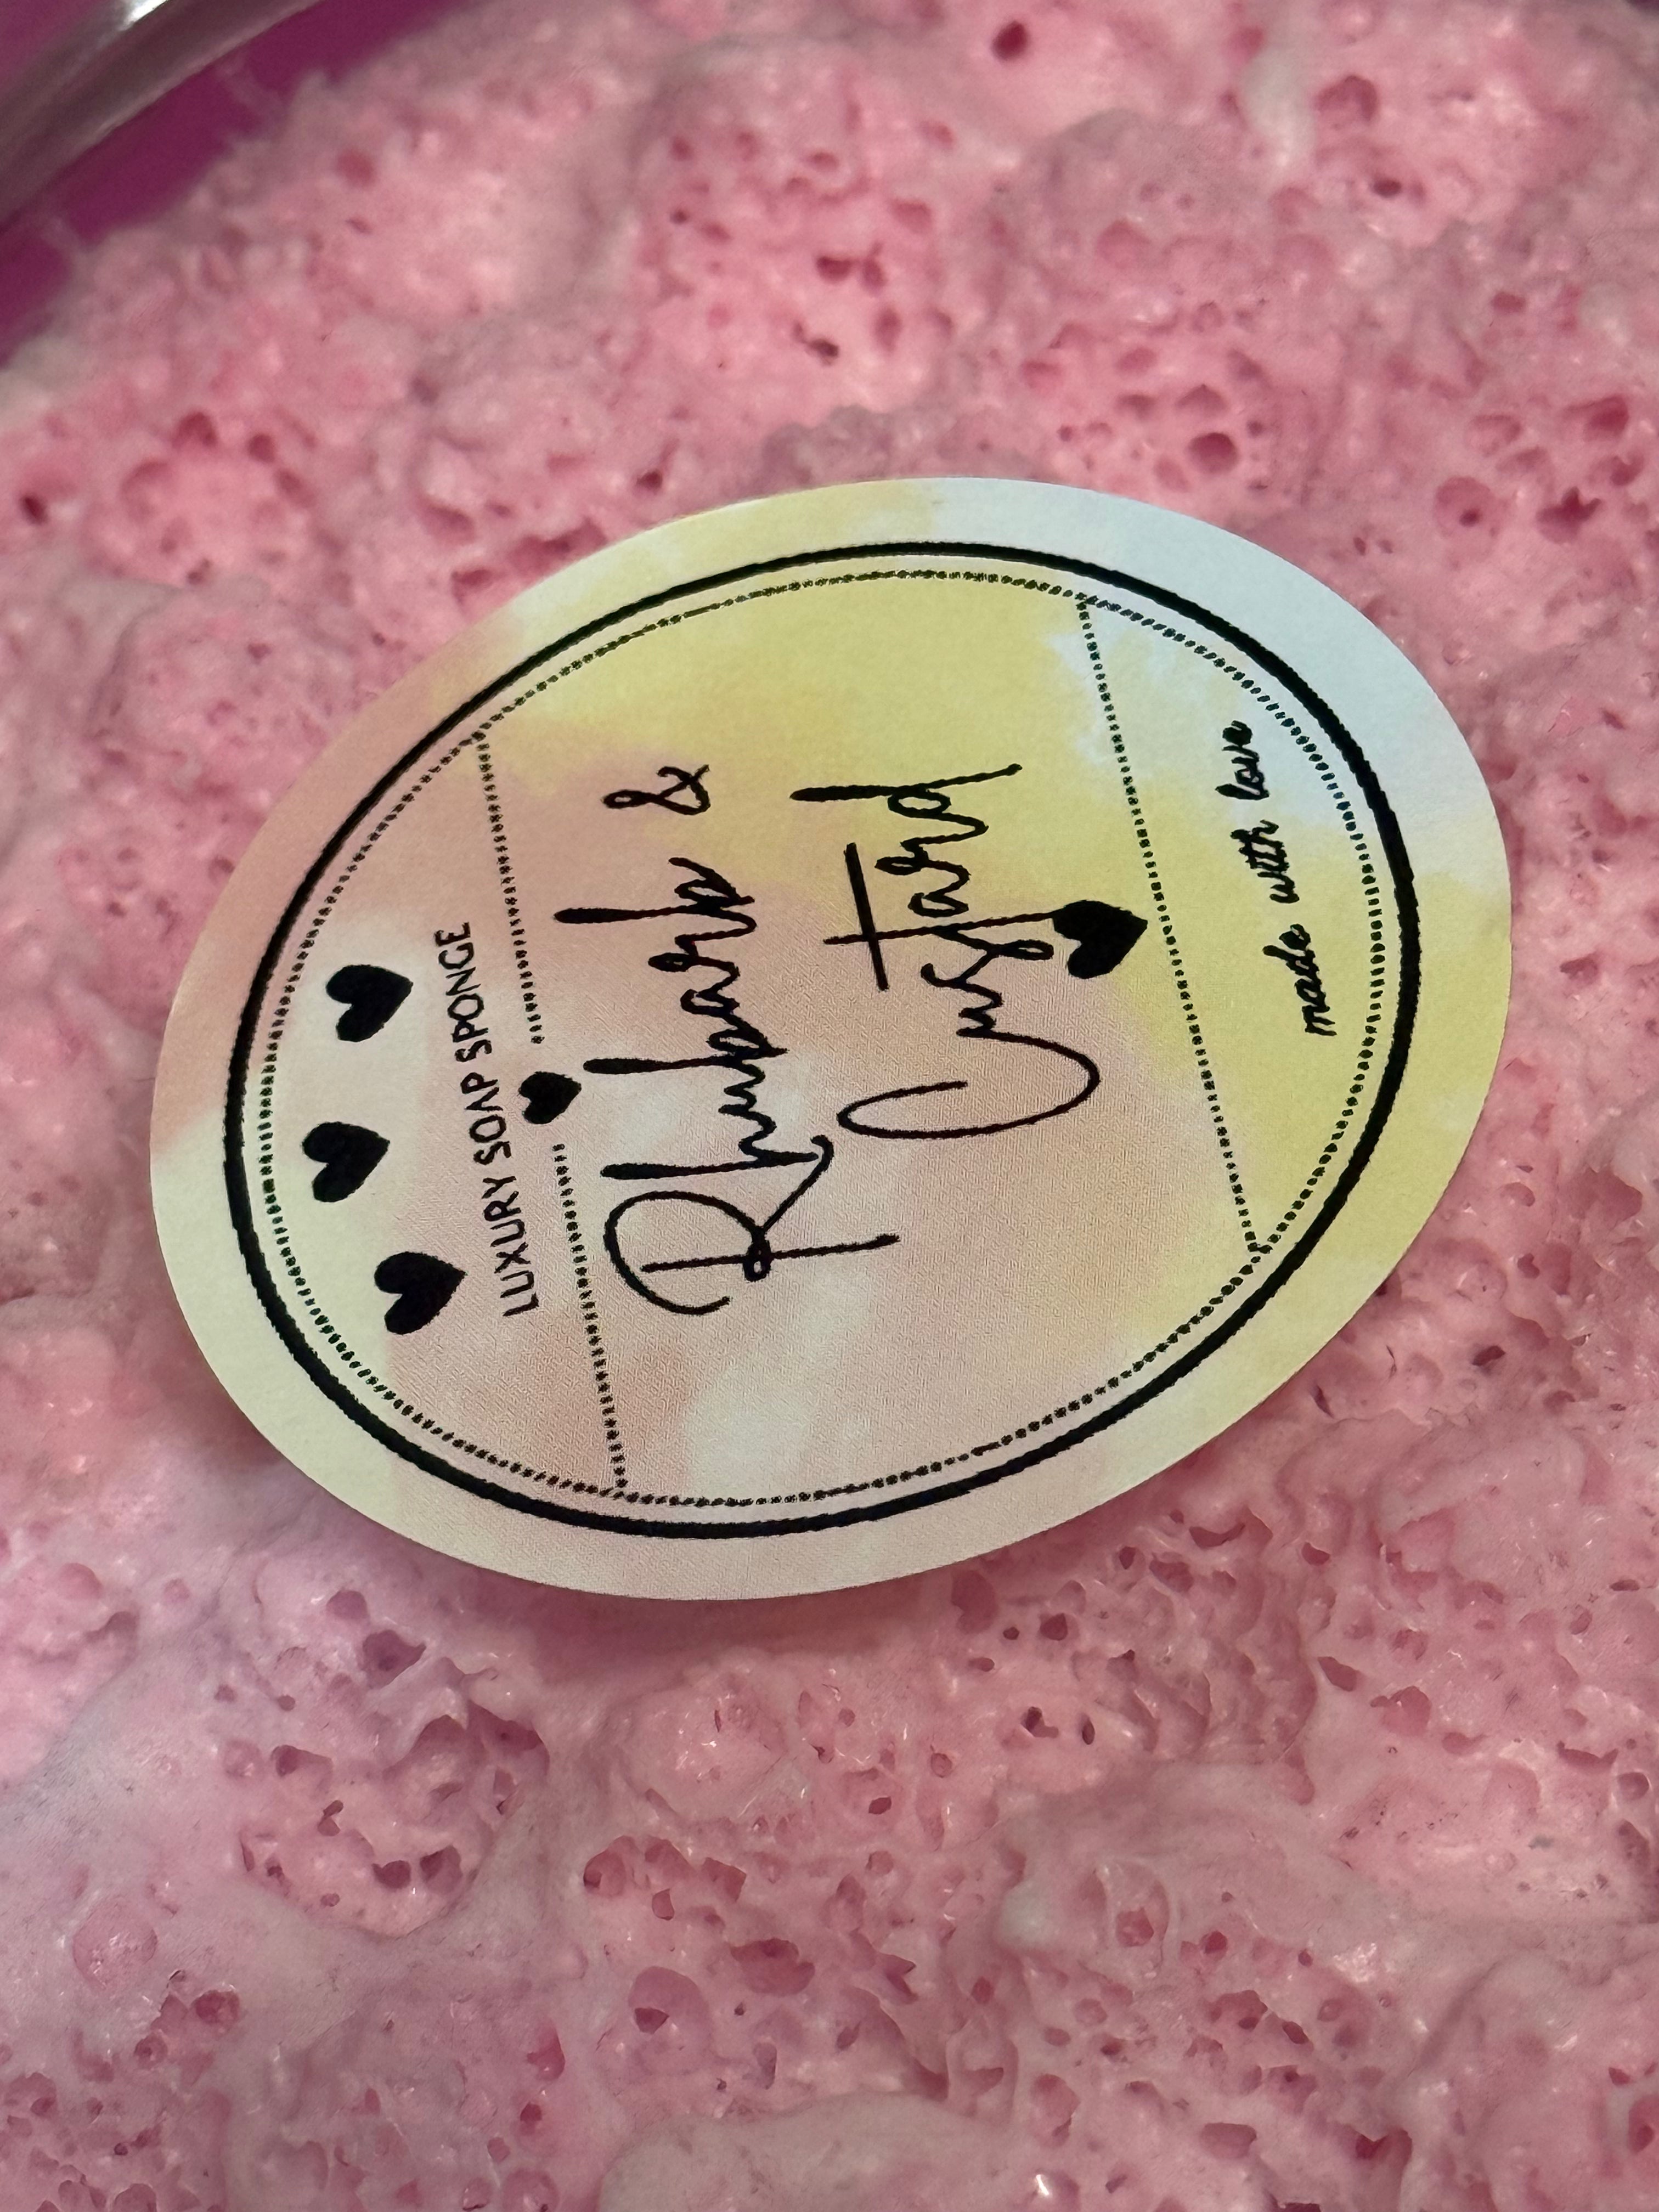 LUXURY SOAP SPONGE
Rhubarb &
Custard
made with love